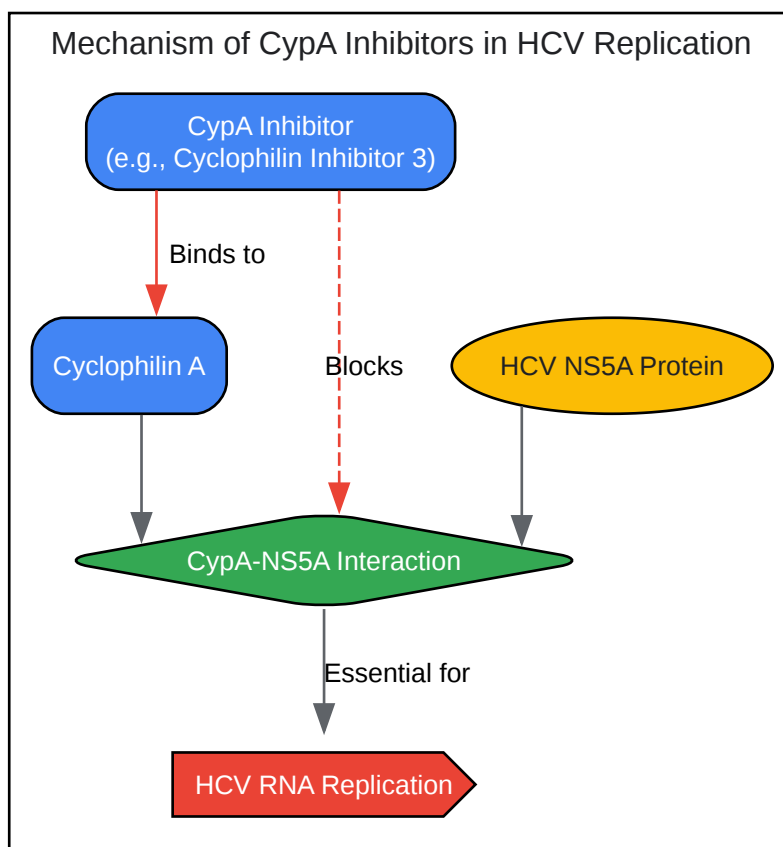 Mechanism of CypA Inhibitors in HCV Replication
CypA Inhibitor
(e.g., Cyclophilin Inhibitor 3)
Binds to
Cyclophilin A
Blocks
HCV NS5A Protein
CypA-NS5A Interaction
Essential for
HCV RNA Replication